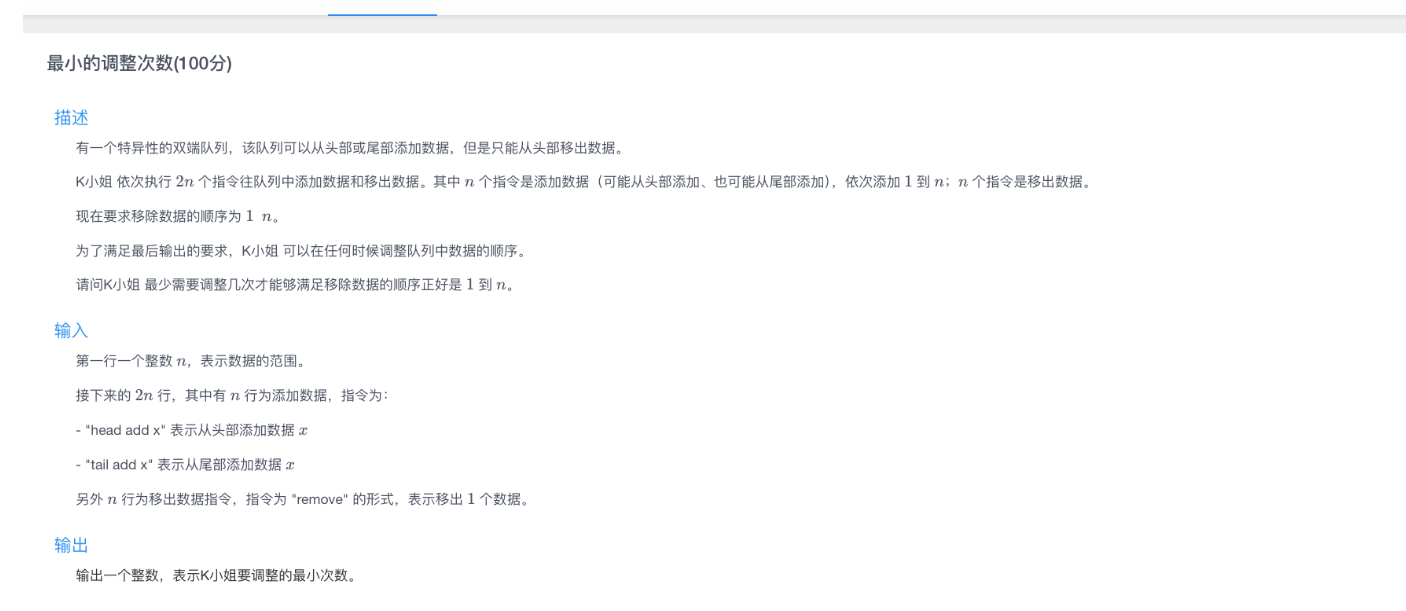 最小的调整次数(100分)
描述
有一个特异性的双端队列，该队列可以从头部或尾部添加数据，但是只能从头部移出数据。
K小姐 依次执行 2n 个指令往队列中添加数据和移出数据。其中 n 个指令是添加数据（可能从头部添加、也可能从尾部添加），依次添加 1 到 n；n 个指令是移出数据。
现在要求移除数据的顺序为 1 n。
为了满足最后输出的要求，K小姐 可以在任何时候调整队列中数据的顺序。
请问K小姐 最少需要调整几次才能够满足移除数据的顺序正好是 1 到 n。
输入
第一行一个整数 n，表示数据的范围。
接下来的 2n 行，其中有 n 行为添加数据，指令为：
- "head add x" 表示从头部添加数据 x
- "tail add x" 表示从尾部添加数据 x
另外 n 行为移出数据指令，指令为 "remove" 的形式，表示移出 1 个数据。
输出
输出一个整数，表示K小姐要调整的最小次数。